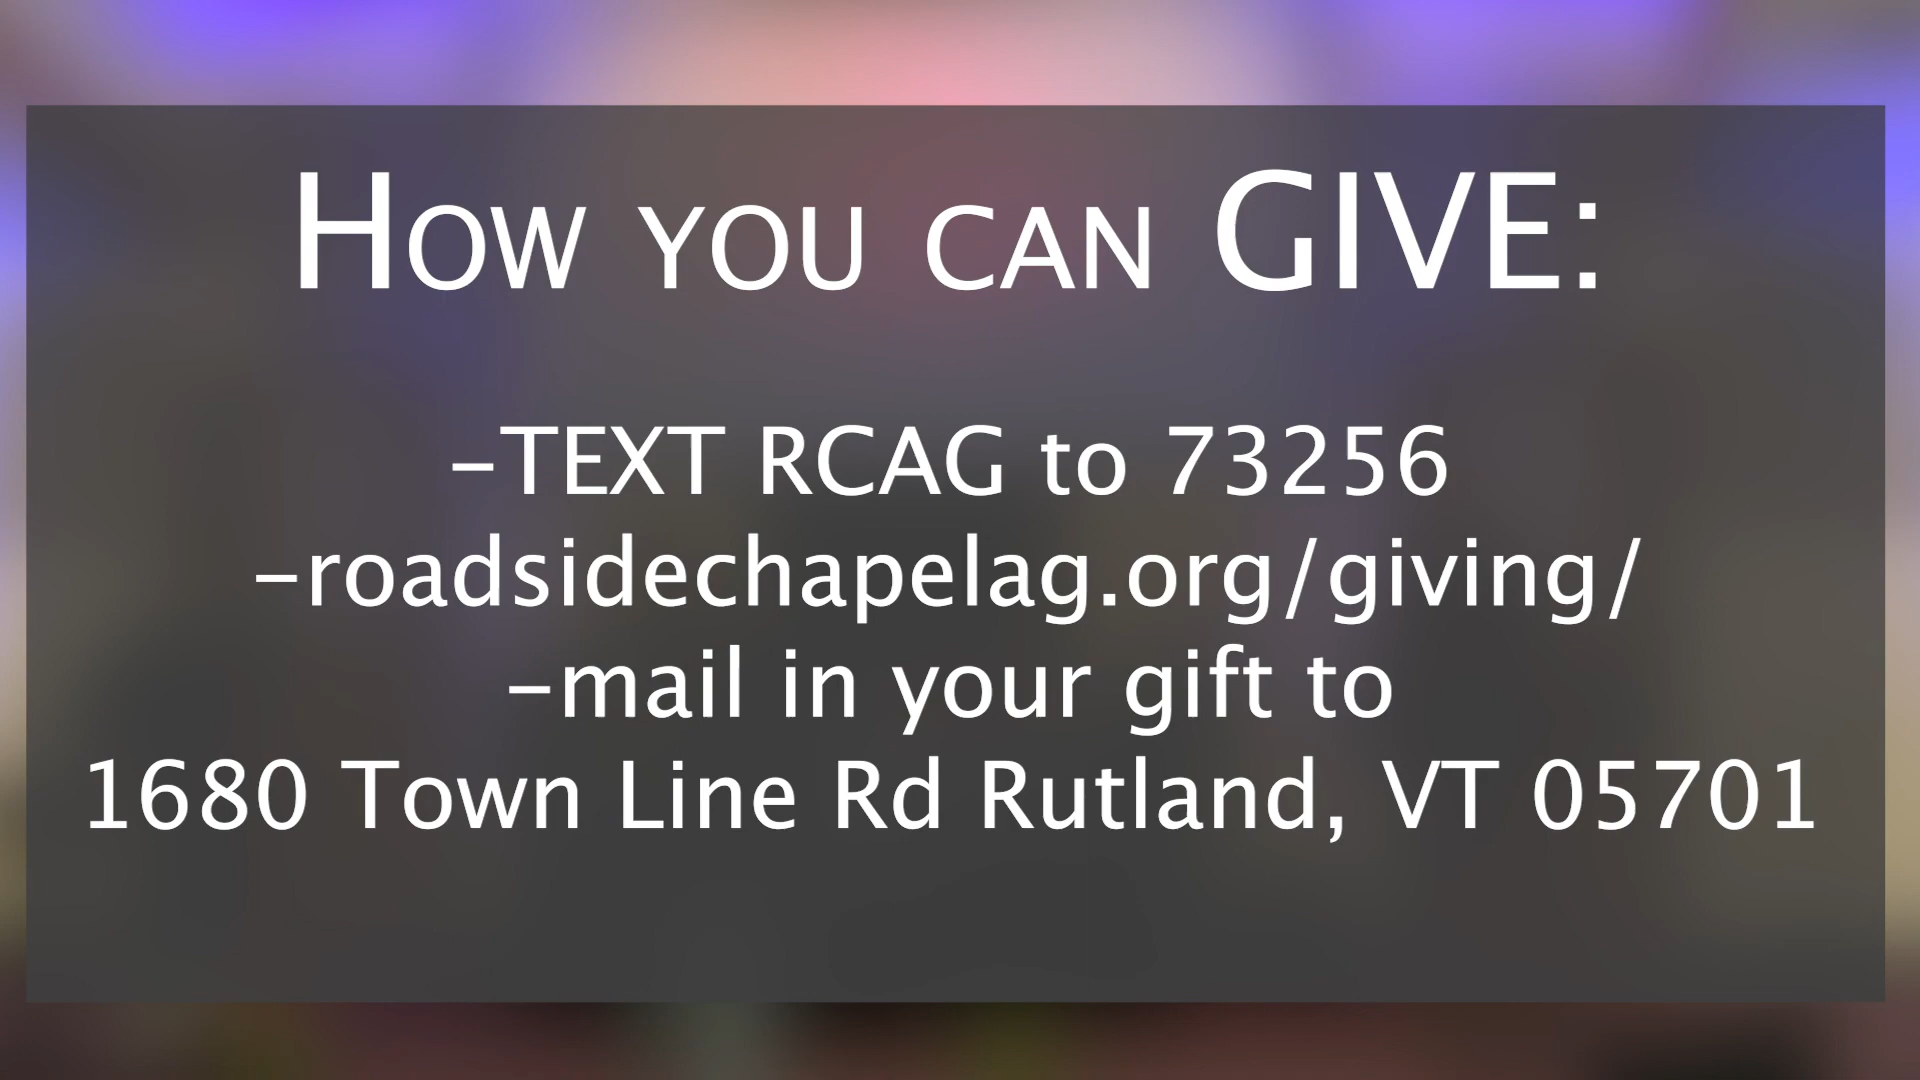 How you can GIVE:
-TEXT RCAG to 73256
-roadsidechapelag.org/giving/
-mail in your gift to
1680 Town Line Rd Rutland, VT 05701